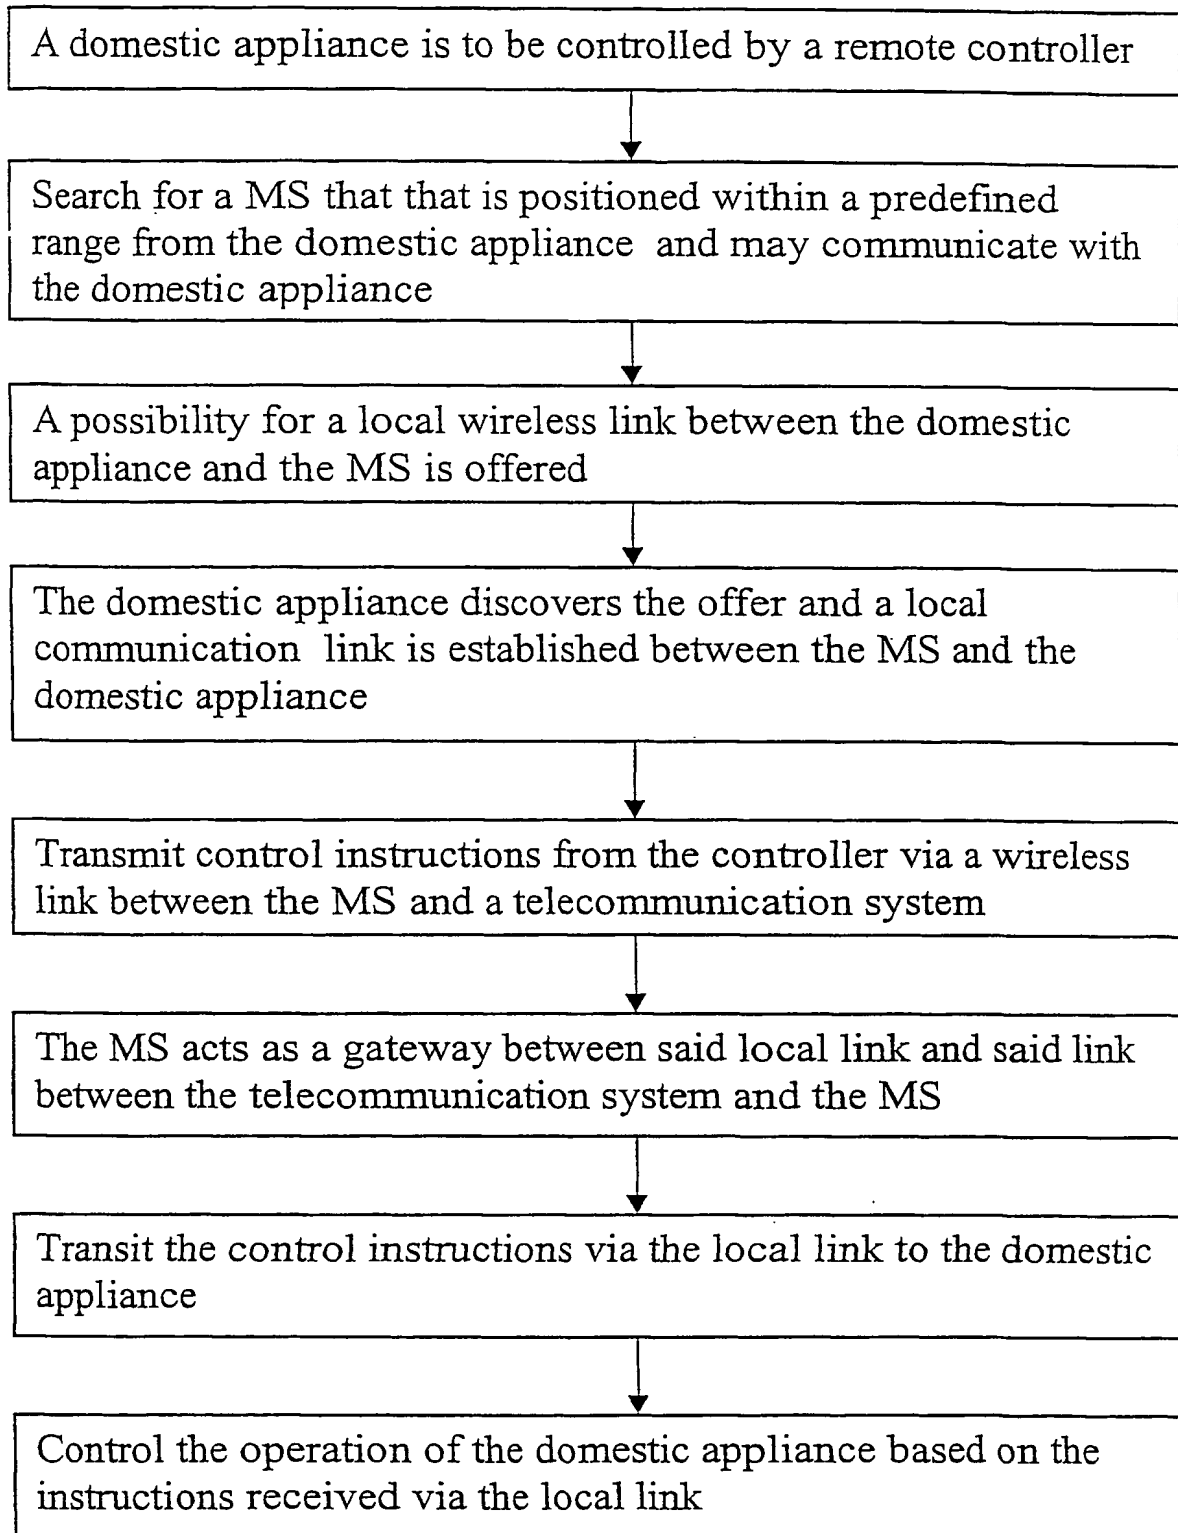 A domestic appliance is to be controlled by a remote controller
Search for a MS that that is positioned within a predefined
range from the domestic appliance and may communicate with
the domestic appliance
A possibility for a local wireless link between the domestic
appliance and the MS is offered
The domestic appliance discovers the offer and a local
communication link is established between the MS and the
domestic appliance
Transmit control instructions from the controller via a wireless
link between the MS and a telecommunication system
The MS acts as a gateway between said local link and said link
between the telecommunication system and the MS
Transit the control instructions via the local link to the domestic
appliance
Control the operation of the domestic appliance based on the
instructions received via the local link